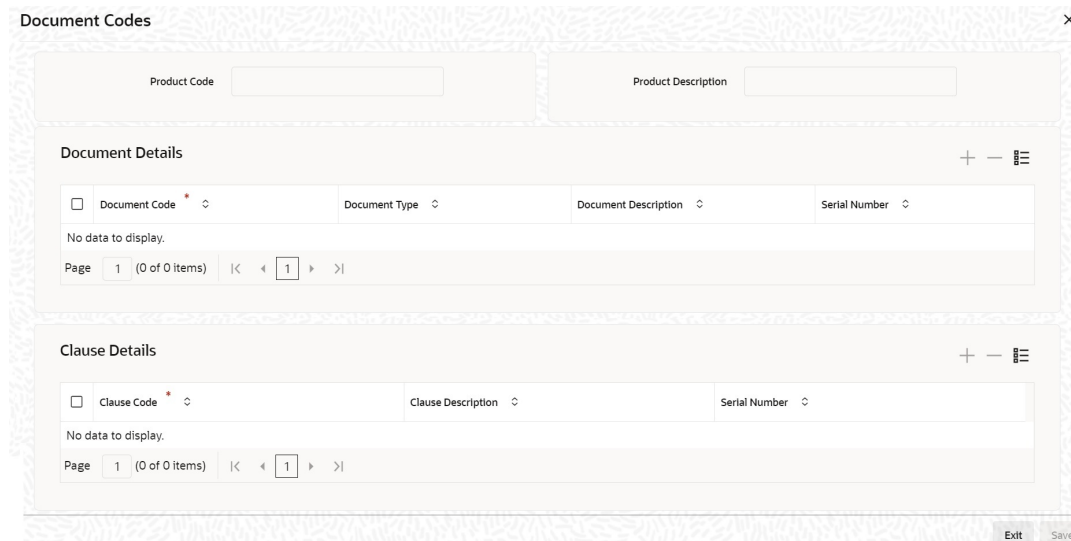 Document Codes
Product Code
Product Description
Document Details
Document Code *
Document Type
Document Description
Serial Number
No data to display.
Page 1 (0 of 0 items) 1
Clause Details
Clause Code *
Clause Description
Serial Number
No data to display.
Page 1 (0 of 0 items) 1
Exit Save